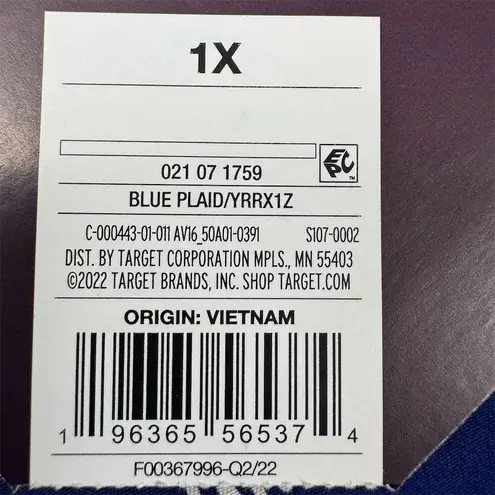 1X
EPC™
021 07 1759
BLUE PLAID/YRRX1Z
C-000443-01-011 AV16_50A01-0391 S107-0002
DIST. BY TARGET CORPORATION MPLS., MN 55403
©2022 TARGET BRANDS, INC. SHOP TARGET.COM
ORIGIN: VIETNAM
1 96365 56537 4
F00367996-Q2/22